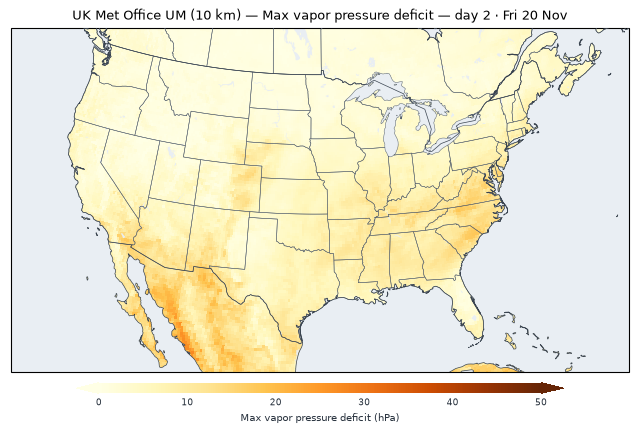 UK Met Office UM (10 km) — Max vapor pressure deficit — day 2 · Fri 20 Nov
0 10 20 30 40 50
Max vapor pressure deficit (hPa)